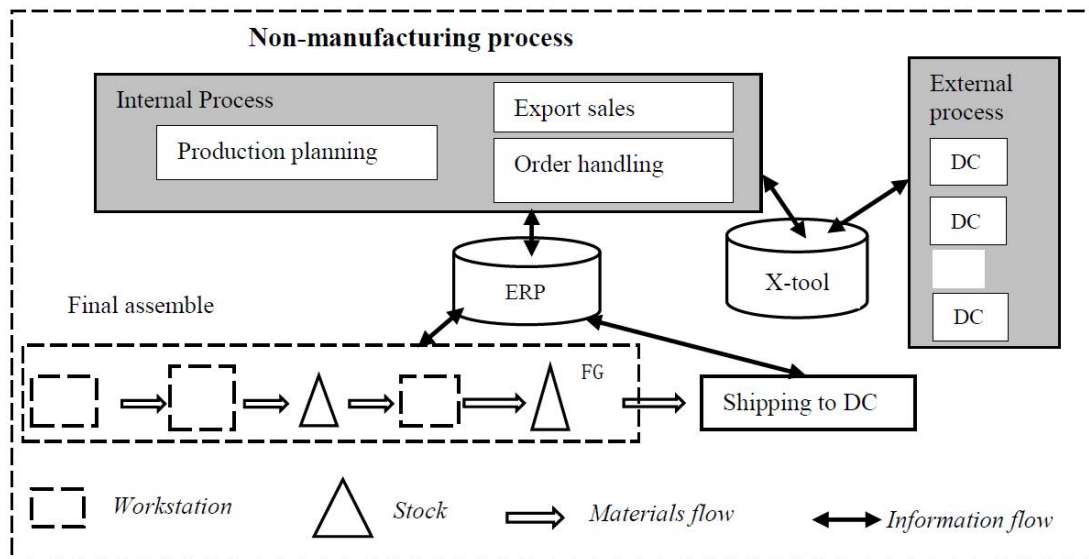 Non-manufacturing process
Internal Process
Production planning
Export sales
Order handling
External
process
DC
DC
DC
ERP
X-tool
Final assemble
FG
Shipping to DC
Workstation
Stock
Materials flow
Information flow